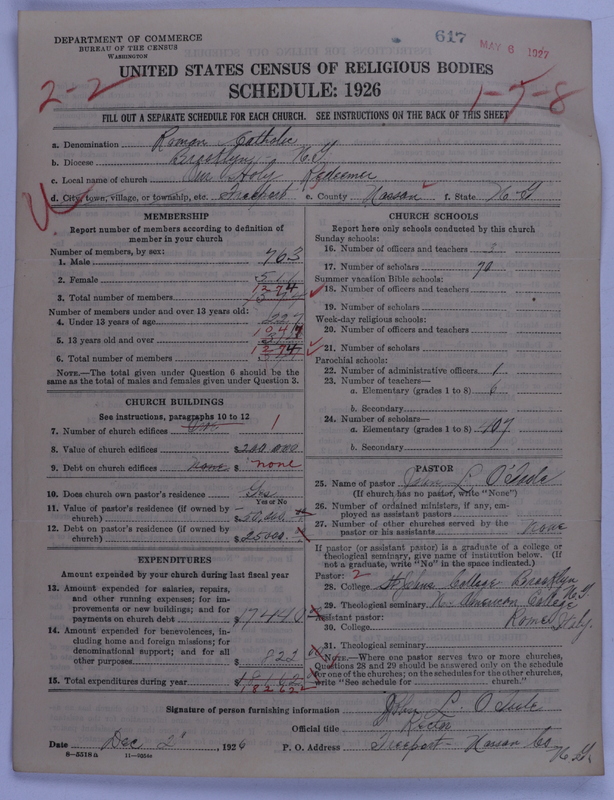 617
MAY 6 1927
DEPARTMENT OF COMMERCE
BUREAU OF THE CENSUS
WASHINGTON
UNITED STATES CENSUS OF RELIGIOUS BODIES
SCHEDULE: 1926
2-2
1-5-8
FILL OUT A SEPARATE SCHEDULE FOR EACH CHURCH. SEE INSTRUCTIONS ON THE BACK OF THIS SHEET
a. Denomination Roman Catholic
b. Diocese Brooklyn, N.Y.
c. Local name of church Our Holy Redeemer
d. City, town, village, or township, etc. Freeport e. County Nassau f. State N-Y
MEMBERSHIP
Report number of members according to definition of member in your church
Number of members, by sex:
1. Male 763
2. Female 511
3. Total number of members 1274
Number of members under and over 13 years old:
4. Under 13 years of age 227
5. 13 years old and over 1047
6. Total number of members 1274
NOTE.—The total given under Question 6 should be the same as the total of males and females given under Question 3.
CHURCH BUILDINGS
See instructions, paragraphs 10 to 12
7. Number of church edifices One 1
8. Value of church edifices $200,000
9. Debt on church edifices None $ none
10. Does church own pastor's residence Yes
Yes or No
11. Value of pastor's residence (if owned by church) $50,000
12. Debt on pastor's residence (if owned by church) $25000
EXPENDITURES
Amount expended by your church during last fiscal year
13. Amount expended for salaries, repairs, and other running expenses; for improvements or new buildings; and for payments on church debt $17440
14. Amount expended for benevolences, including home and foreign missions; for denominational support; and for all other purposes $822
15. Total expenditures during year $18262
CHURCH SCHOOLS
Report here only schools conducted by this church
Sunday schools:
16. Number of officers and teachers 3
17. Number of scholars 70
Summer vacation Bible schools:
18. Number of officers and teachers
19. Number of scholars
Week-day religious schools:
20. Number of officers and teachers
21. Number of scholars
Parochial schools:
22. Number of administrative officers 1
23. Number of teachers—
a. Elementary (grades 1 to 8) 6
b. Secondary
24. Number of scholars—
a. Elementary (grades 1 to 8) 107
b. Secondary
PASTOR
25. Name of pastor John L. O'Toole
(If church has no pastor, write "None")
26. Number of ordained ministers, if any, employed as assistant pastors
27. Number of other churches served by the pastor or his assistants None
If pastor (or assistant pastor) is a graduate of a college or theological seminary, give name of institution below. (If not a graduate, write "No" in the space indicated.)
Pastor: 2
28. College St Johns College Brooklyn N.Y.
29. Theological seminary N. American College
Assistant pastor: Rome Italy.
30. College
31. Theological seminary
NOTE.—Where one pastor serves two or more churches, Questions 28 and 29 should be answered only on the schedule for one of the churches; on the schedules for the other churches, write "See schedule for church."
Signature of person furnishing information John L. O'Toole
Official title Rector
Date Dec 2, 1926 P. O. Address Freeport - Nassau Co N.Y.
8—5518a 11—9554a